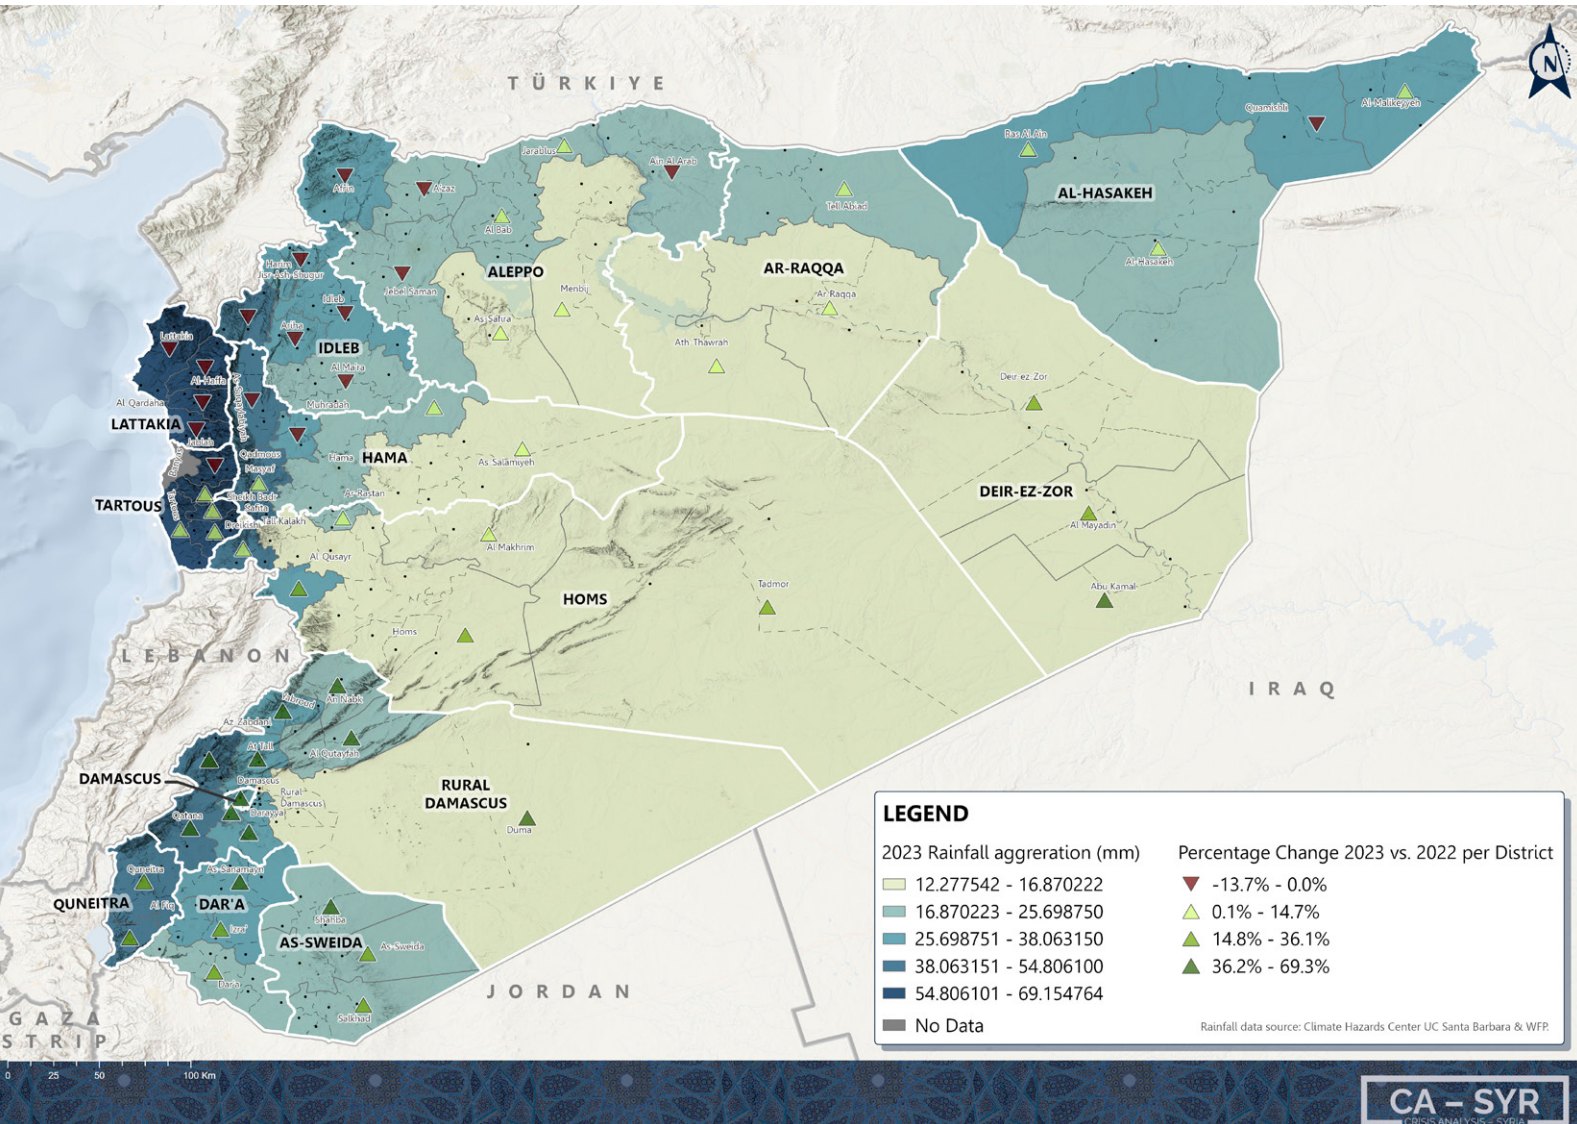 TÜRKIYE
N
Al-Malikeyyeh
Quamishli
Ras Al Ain
Jarablus
Ain Al Arab
Afrin
A'zaz
AL-HASAKEH
Tell Abiad
Al Bab
Al-Hasakeh
Harim
Jisr-Ash-Shugur
ALEPPO
AR-RAQQA
Jebel Saman
Menbij
Ar-Raqqa
Idleb
As-Safira
Ariha
Lattakia
IDLEB
Ath-Thawrah
Al Ma'ra
Al-Haffa
Deir-ez-Zor
Al Qardaha
Muhradah
As-Suqaylabiyah
LATTAKIA
Jablah
Banyas
Qadmous
Hama
HAMA
As-Salamiyeh
Masyaf
DEIR-EZ-ZOR
Ar-Rastan
TARTOUS
Tartous
Sheikh Badr
Safita
Dreikish
Tall Kalakh
Al Mayadin
Al Makhrim
Al Qusayr
Tadmor
Abu Kamal
HOMS
Homs
LEBANON
IRAQ
An Nabk
Yabroud
Az-Zabdani
At Tall
Al Qutayfah
DAMASCUS
Damascus
RURAL
DAMASCUS
Rural
Damascus
Qatana
Darayya
Duma
Quneitra
As-Sanamayn
QUNEITRA
Al Fiq
DAR'A
Izra'
Shahba
AS-SWEIDA
As-Sweida
Dar'a
Salkhad
JORDAN
GAZA
STRIP
LEGEND
2023 Rainfall aggreration (mm)
12.277542 - 16.870222
16.870223 - 25.698750
25.698751 - 38.063150
38.063151 - 54.806100
54.806101 - 69.154764
No Data
Percentage Change 2023 vs. 2022 per District
-13.7% - 0.0%
0.1% - 14.7%
14.8% - 36.1%
36.2% - 69.3%
Rainfall data source: Climate Hazards Center UC Santa Barbara & WFP.
0 25 50 100 Km
CA – SYR
CRISIS ANALYSIS – SYRIA